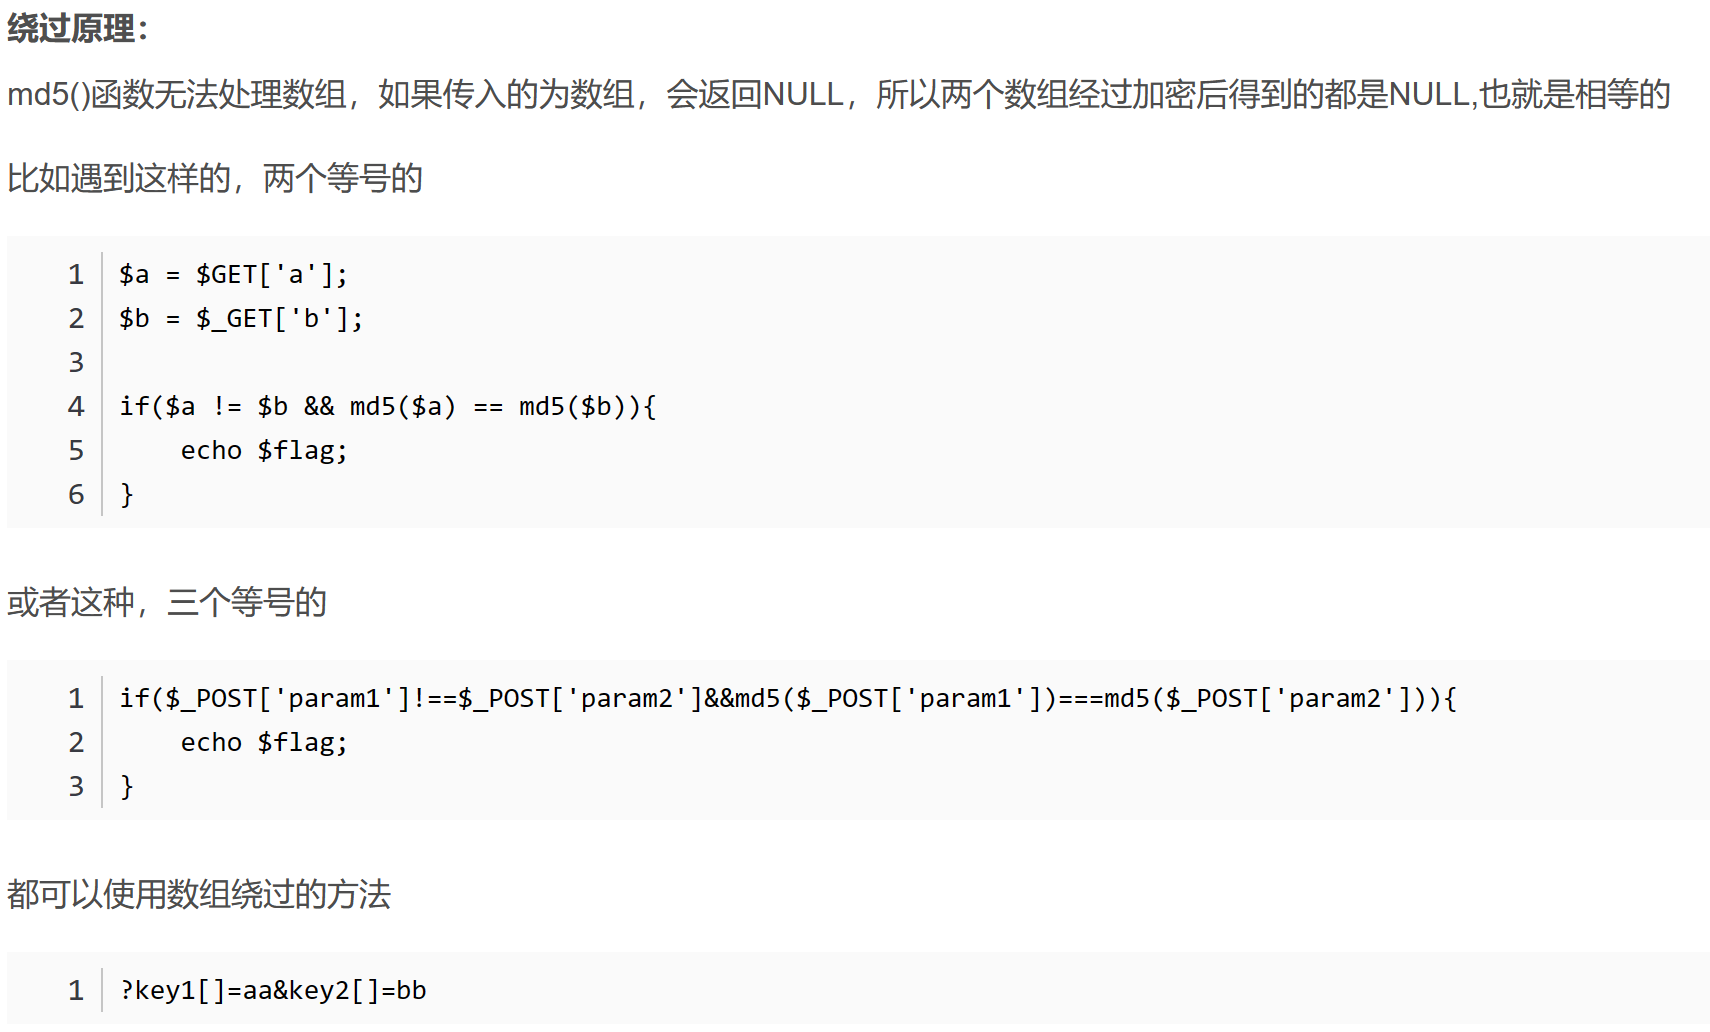 绕过原理：
md5()函数无法处理数组，如果传入的为数组，会返回NULL，所以两个数组经过加密后得到的都是NULL,也就是相等的
比如遇到这样的，两个等号的
1 $a = $GET['a'];
2 $b = $_GET['b'];
3
4 if($a != $b && md5($a) == md5($b)){
5     echo $flag;
6 }
或者这种，三个等号的
1 if($_POST['param1']!==$_POST['param2']&&md5($_POST['param1'])===md5($_POST['param2'])){
2     echo $flag;
3 }
都可以使用数组绕过的方法
1 ?key1[]=aa&key2[]=bb